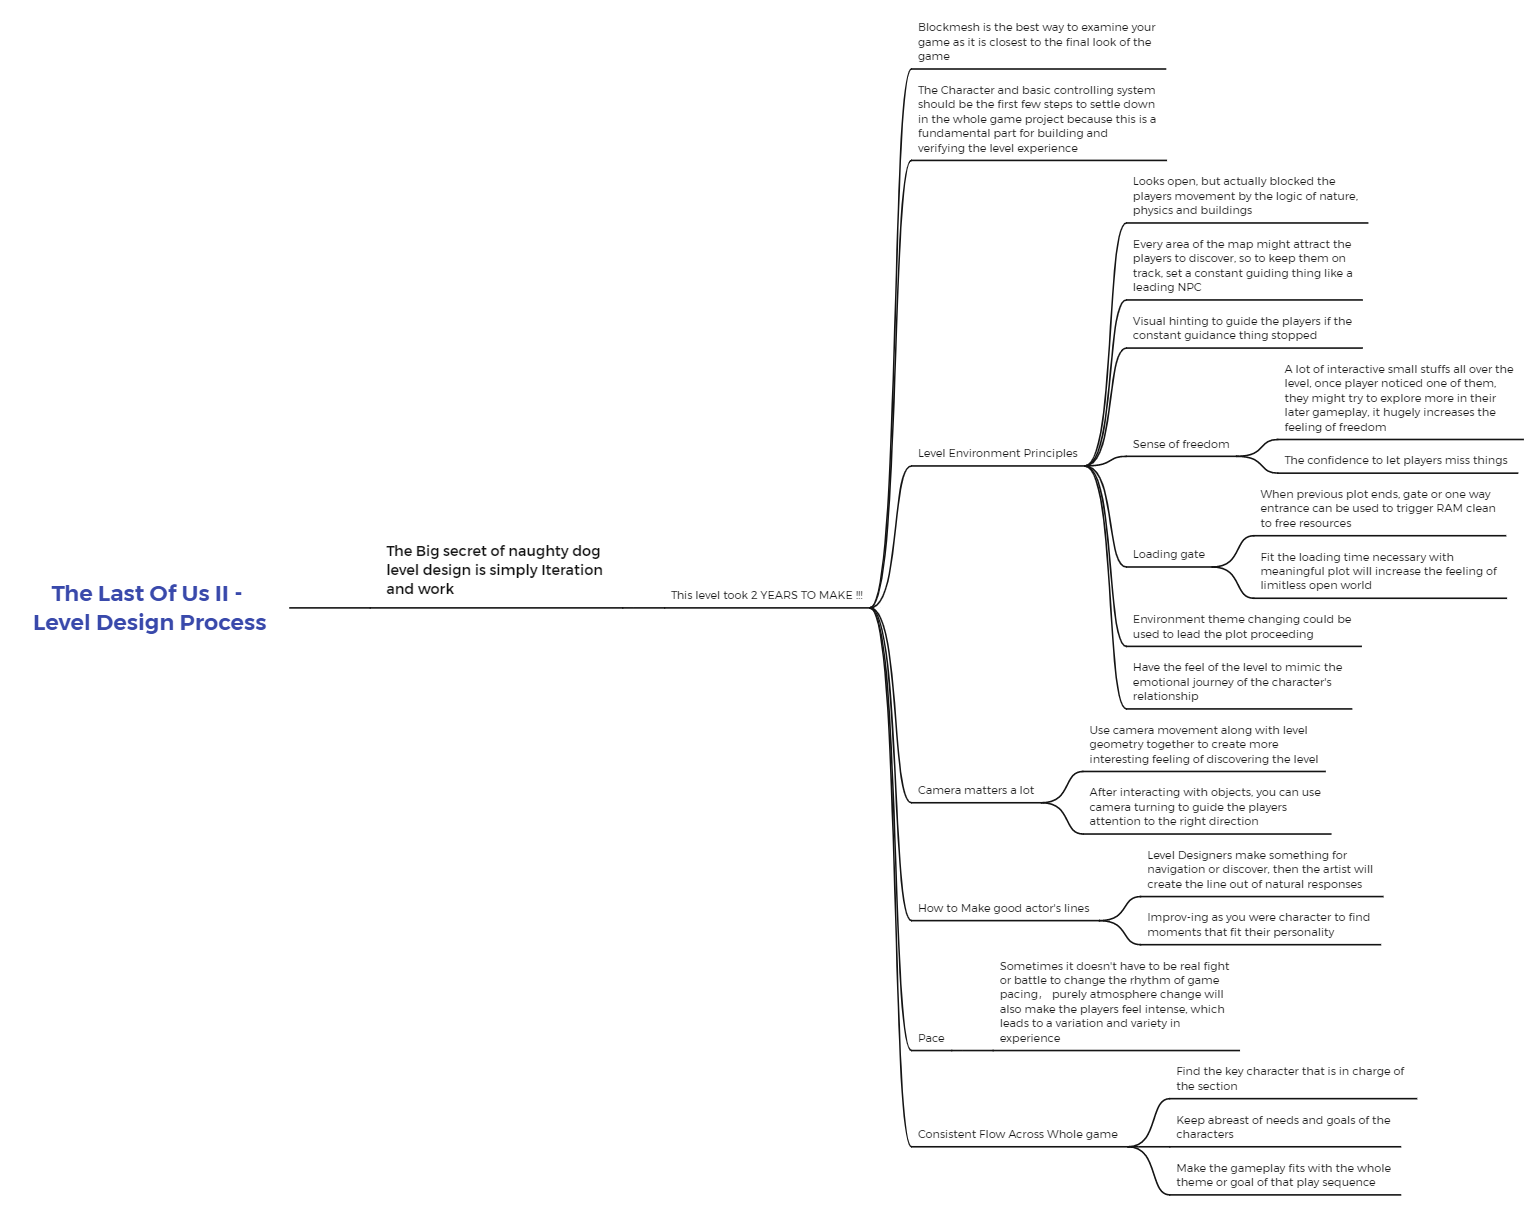 The Last Of Us II -
Level Design Process
The Big secret of naughty dog
level design is simply Iteration
and work
This level took 2 YEARS TO MAKE !!!
Blockmesh is the best way to examine your
game as it is closest to the final look of the
game
The Character and basic controlling system
should be the first few steps to settle down
in the whole game project because this is a
fundamental part for building and
verifying the level experience
Level Environment Principles
Looks open, but actually blocked the
players movement by the logic of nature,
physics and buildings
Every area of the map might attract the
players to discover, so to keep them on
track, set a constant guiding thing like a
leading NPC
Visual hinting to guide the players if the
constant guidance thing stopped
Sense of freedom
A lot of interactive small stuffs all over the
level, once player noticed one of them,
they might try to explore more in their
later gameplay, it hugely increases the
feeling of freedom
The confidence to let players miss things
Loading gate
When previous plot ends, gate or one way
entrance can be used to trigger RAM clean
to free resources
Fit the loading time necessary with
meaningful plot will increase the feeling of
limitless open world
Environment theme changing could be
used to lead the plot proceeding
Have the feel of the level to mimic the
emotional journey of the character's
relationship
Camera matters a lot
Use camera movement along with level
geometry together to create more
interesting feeling of discovering the level
After interacting with objects, you can use
camera turning to guide the players
attention to the right direction
How to Make good actor's lines
Level Designers make something for
navigation or discover, then the artist will
create the line out of natural responses
Improv-ing as you were character to find
moments that fit their personality
Pace
Sometimes it doesn't have to be real fight
or battle to change the rhythm of game
pacing， purely atmosphere change will
also make the players feel intense, which
leads to a variation and variety in
experience
Consistent Flow Across Whole game
Find the key character that is in charge of
the section
Keep abreast of needs and goals of the
characters
Make the gameplay fits with the whole
theme or goal of that play sequence